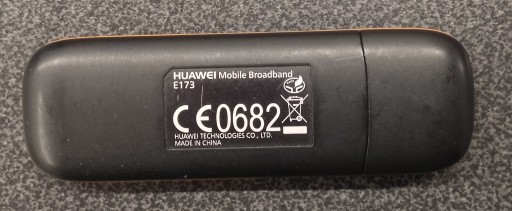 HUAWEI Mobile Broadband
E173
CE0682
HUAWEI TECHNOLOGIES CO., LTD.
MADE IN CHINA